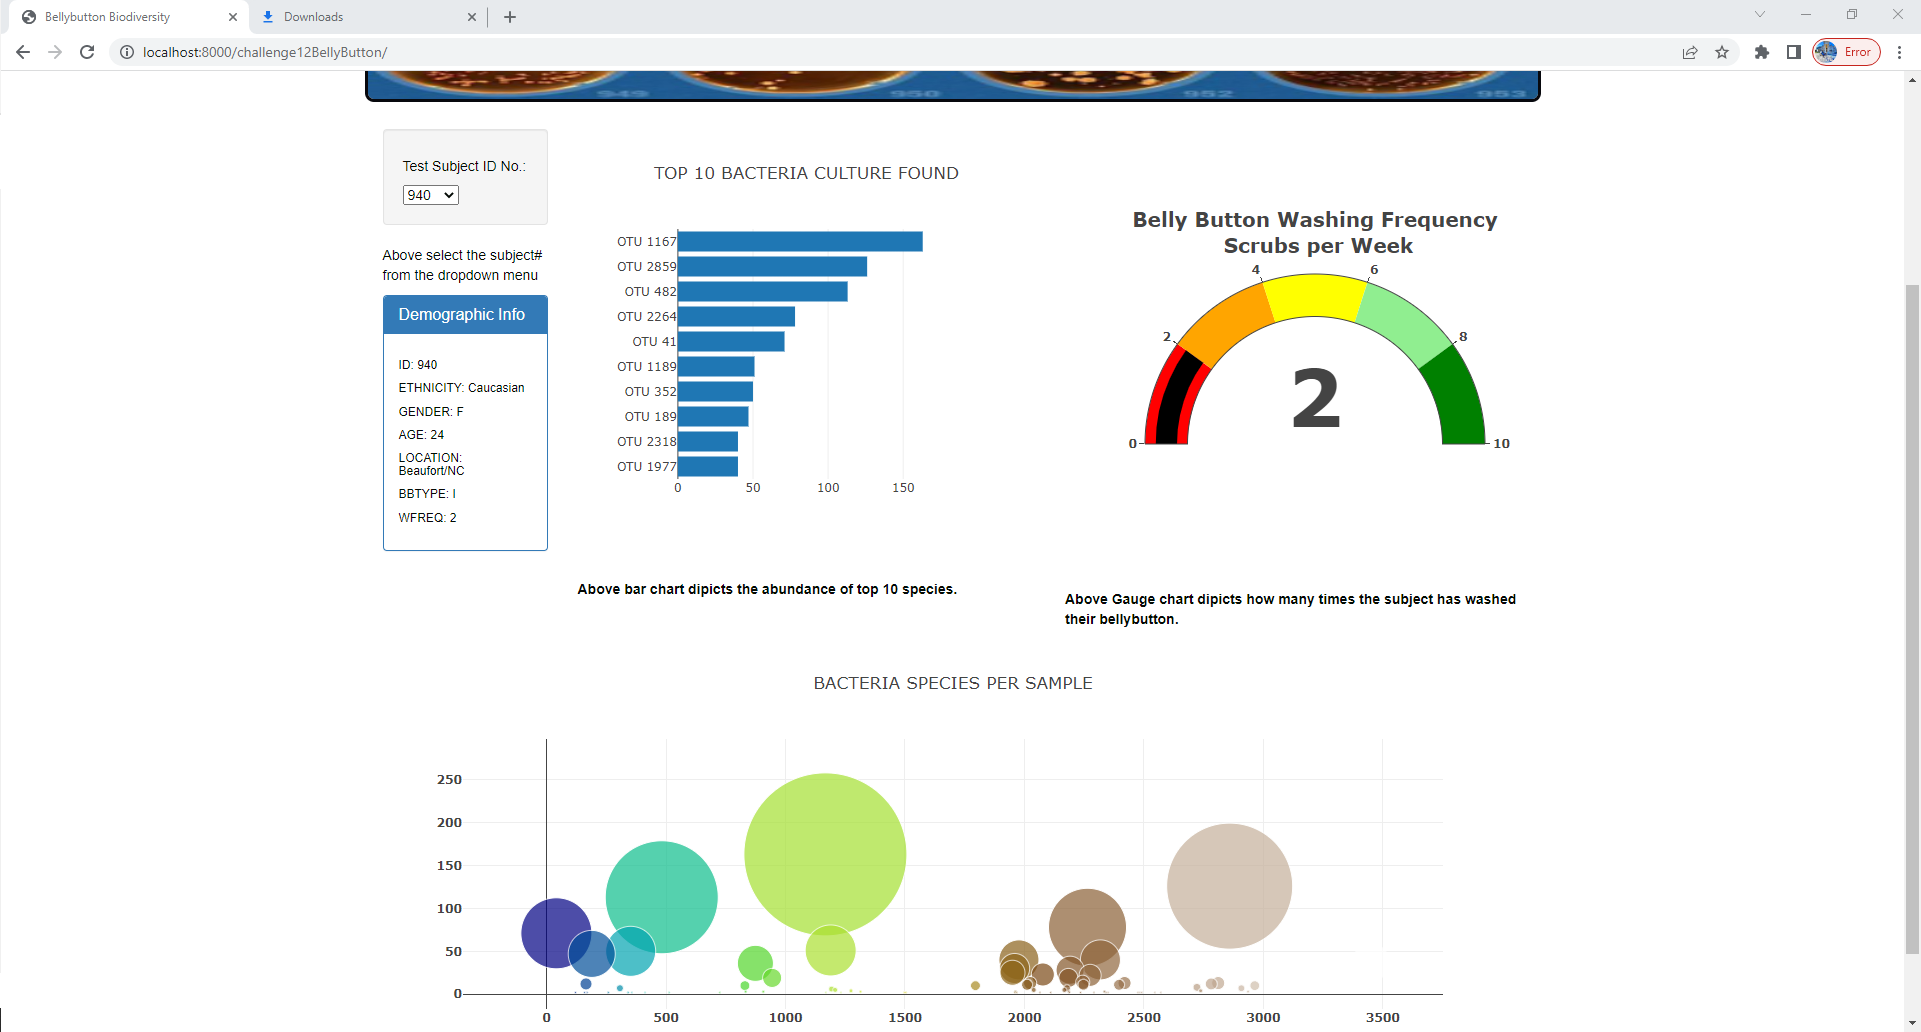 Bellybutton Biodiversity
Downloads
localhost:8000/challenge12BellyButton/
Error
949
950
952
953
Test Subject ID No.:
940
Above select the subject#
from the dropdown menu
Demographic Info
ID: 940
ETHNICITY: Caucasian
GENDER: F
AGE: 24
LOCATION:
Beaufort/NC
BBTYPE: I
WFREQ: 2
TOP 10 BACTERIA CULTURE FOUND
OTU 1167
OTU 2859
OTU 482
OTU 2264
OTU 41
OTU 1189
OTU 352
OTU 189
OTU 2318
OTU 1977
0 50 100 150
Above bar chart dipicts the abundance of top 10 species.
Belly Button Washing Frequency
Scrubs per Week
4 6
2 8
2
0 10
Above Gauge chart dipicts how many times the subject has washed
their bellybutton.
BACTERIA SPECIES PER SAMPLE
250
200
150
100
50
0
0 500 1000 1500 2000 2500 3000 3500